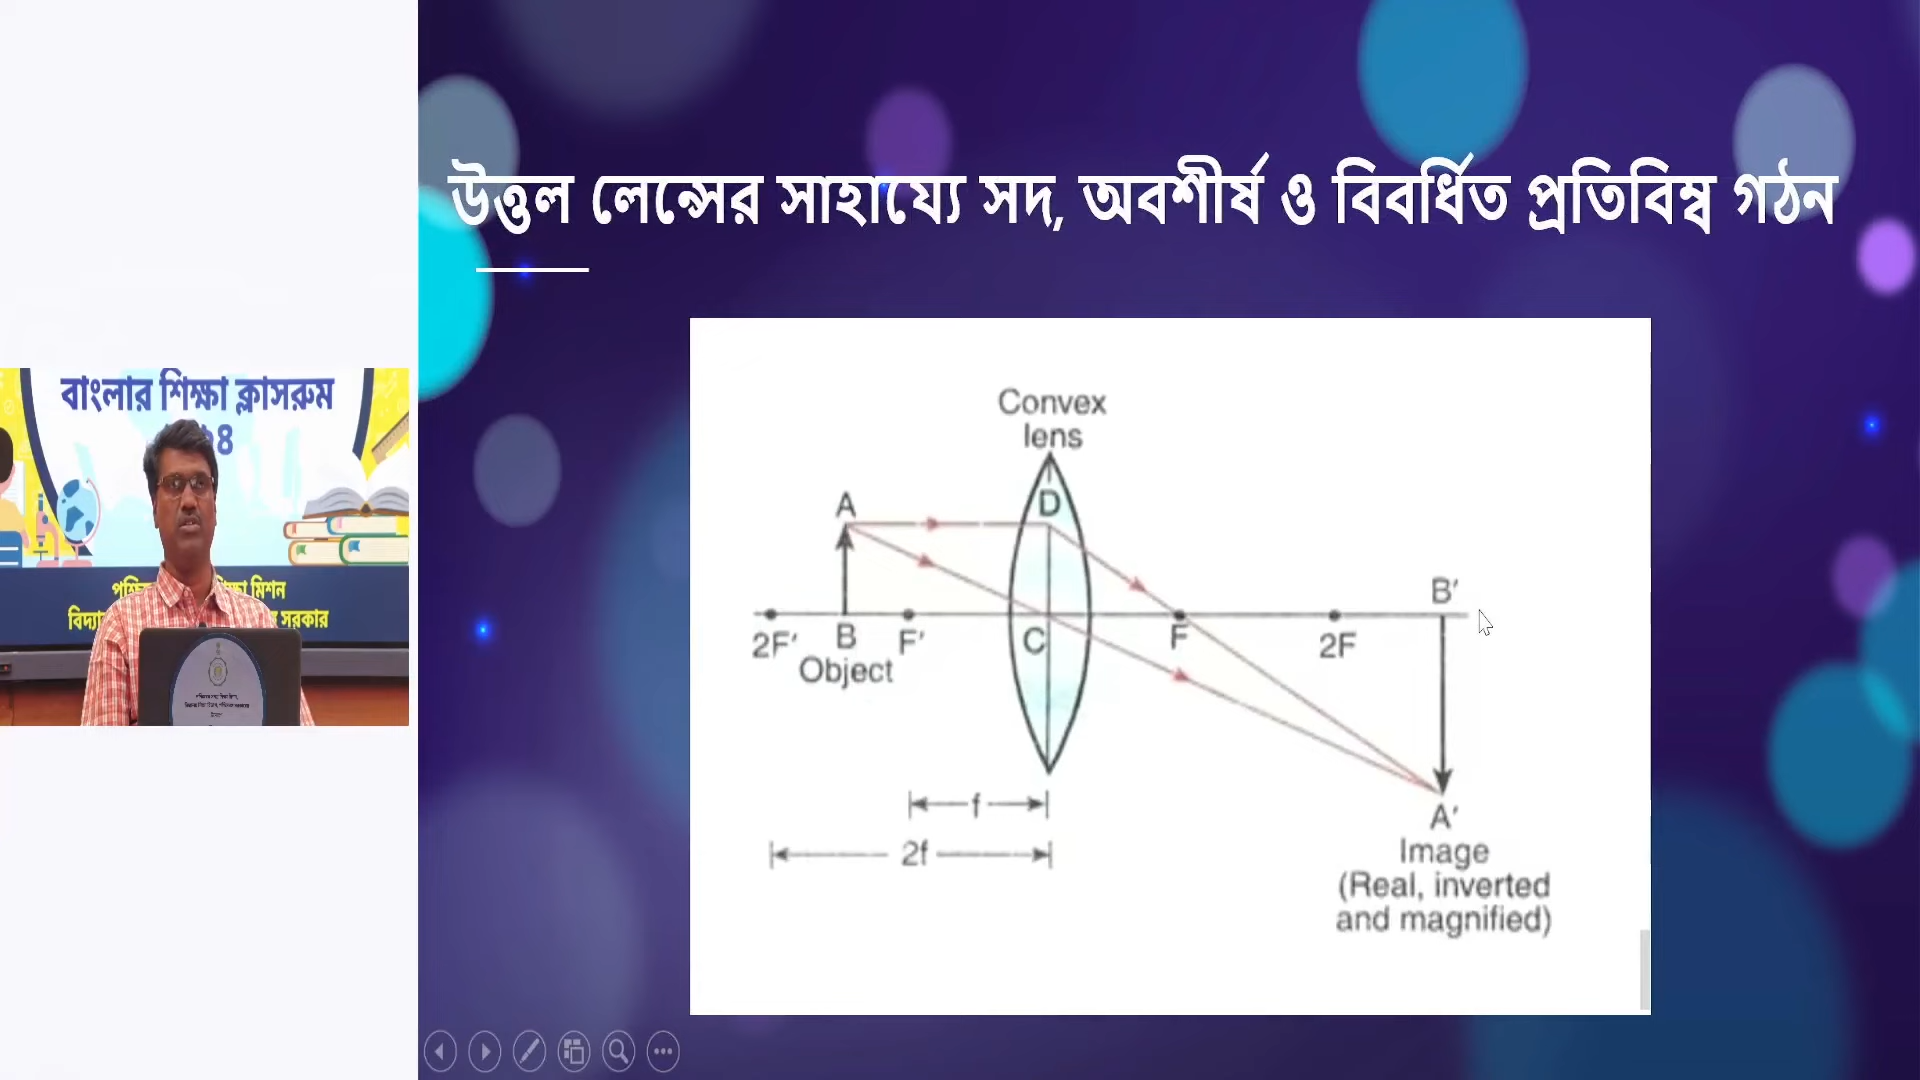 উত্তল লেন্সের সাহায্যে সদ, অবশীর্ষ ও বিবর্ধিত প্রতিবিম্ব গঠন
বাংলার শিক্ষা ক্লাসরুম
সরকার
মিশন
Convex
lens
A
D
B'
2F'
B
F'
C
F
2F
Object
f
2f
A'
Image
(Real, inverted
and magnified)